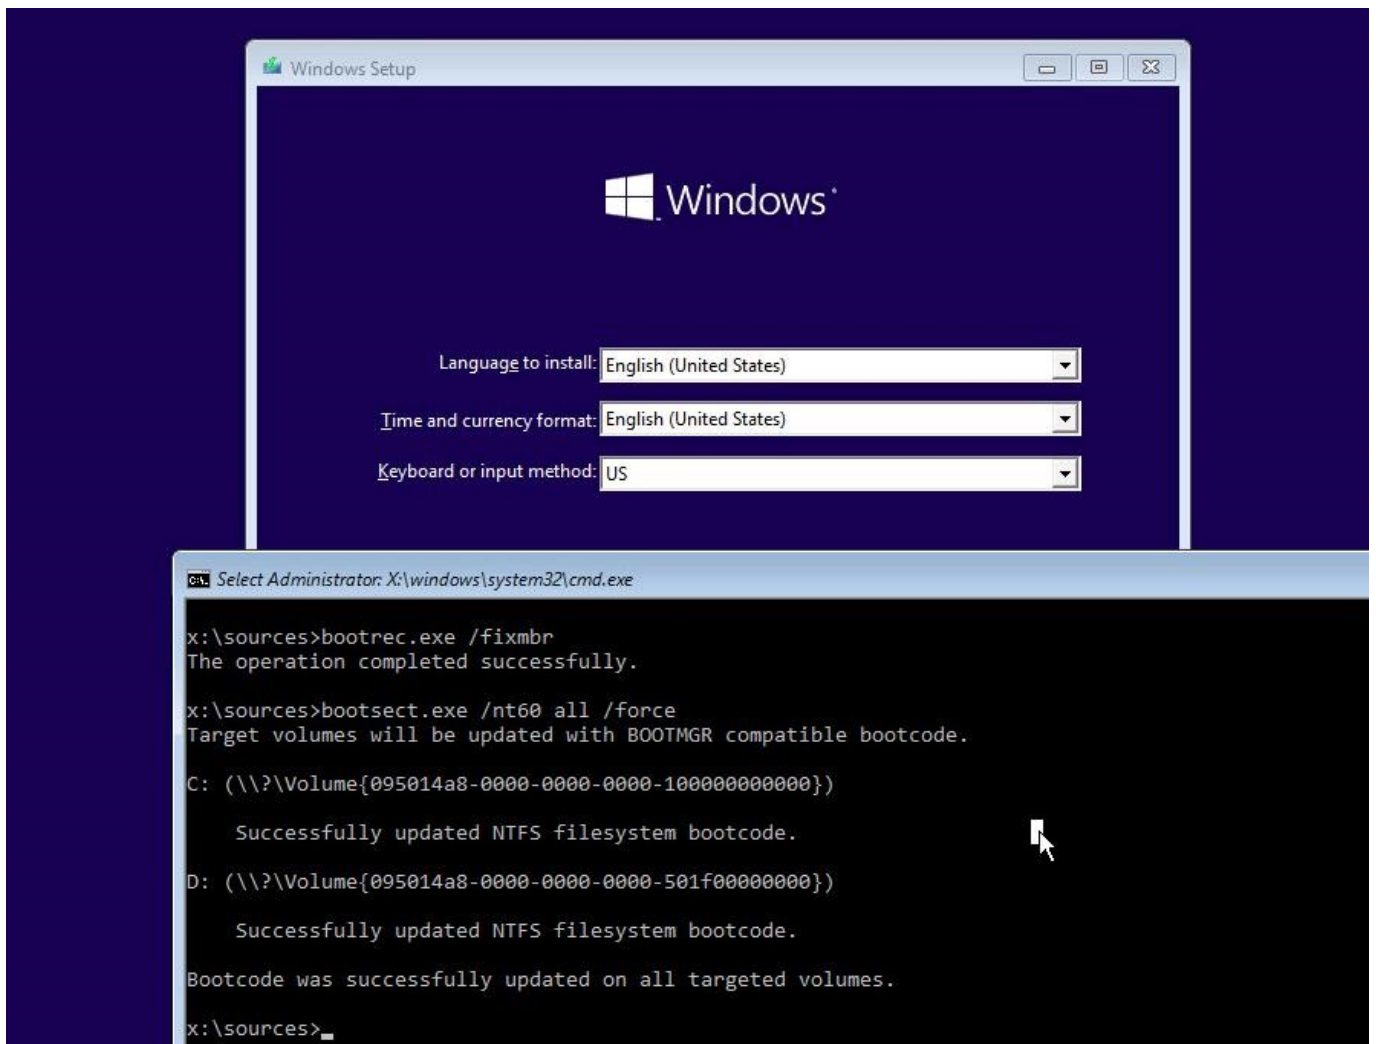 Windows Setup
Windows
Language to install: English (United States)
Time and currency format: English (United States)
Keyboard or input method: US
Select Administrator: X:\windows\system32\cmd.exe
x:\sources>bootrec.exe /fixmbr
The operation completed successfully.
x:\sources>bootsect.exe /nt60 all /force
Target volumes will be updated with BOOTMGR compatible bootcode.
C: (\\?\Volume{095014a8-0000-0000-0000-100000000000})
Successfully updated NTFS filesystem bootcode.
D: (\\?\Volume{095014a8-0000-0000-0000-501f00000000})
Successfully updated NTFS filesystem bootcode.
Bootcode was successfully updated on all targeted volumes.
x:\sources>_